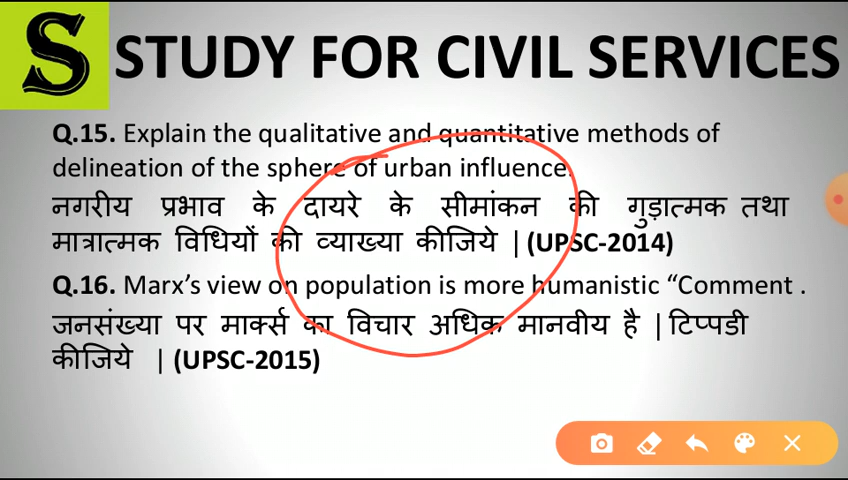 S STUDY FOR CIVIL SERVICES
Q.15. Explain the qualitative and quantitative methods of
delineation of the sphere of urban influence.
नगरीय प्रभाव के दायरे के सीमांकन की गुड़ात्मक तथा
मात्रात्मक विधियों की व्याख्या कीजिये | (UPSC-2014)
Q.16. Marx’s view on population is more humanistic “Comment .
जनसंख्या पर मार्क्स का विचार अधिक मानवीय है | टिप्पडी
कीजिये | (UPSC-2015)